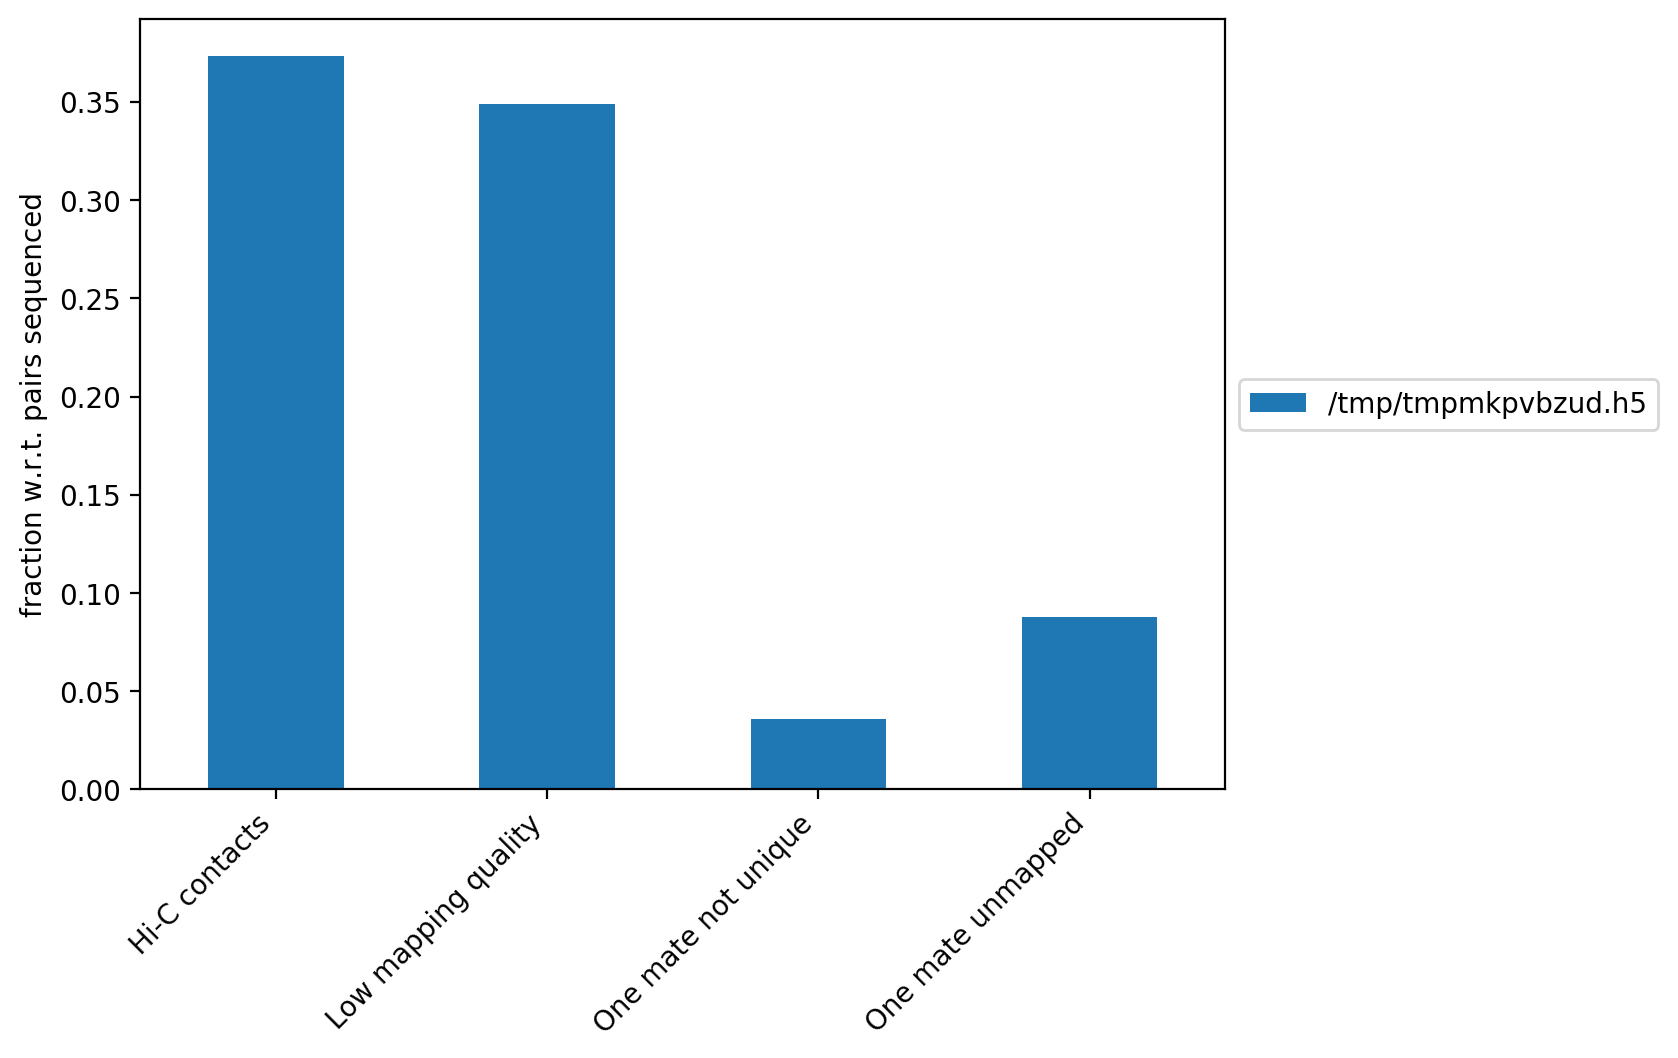 fraction w.r.t. pairs sequenced
0.35
0.30
0.25
0.20
0.15
0.10
0.05
0.00
Hi-C contacts
Low mapping quality
One mate not unique
One mate unmapped
/tmp/tmpmkpvbzud.h5